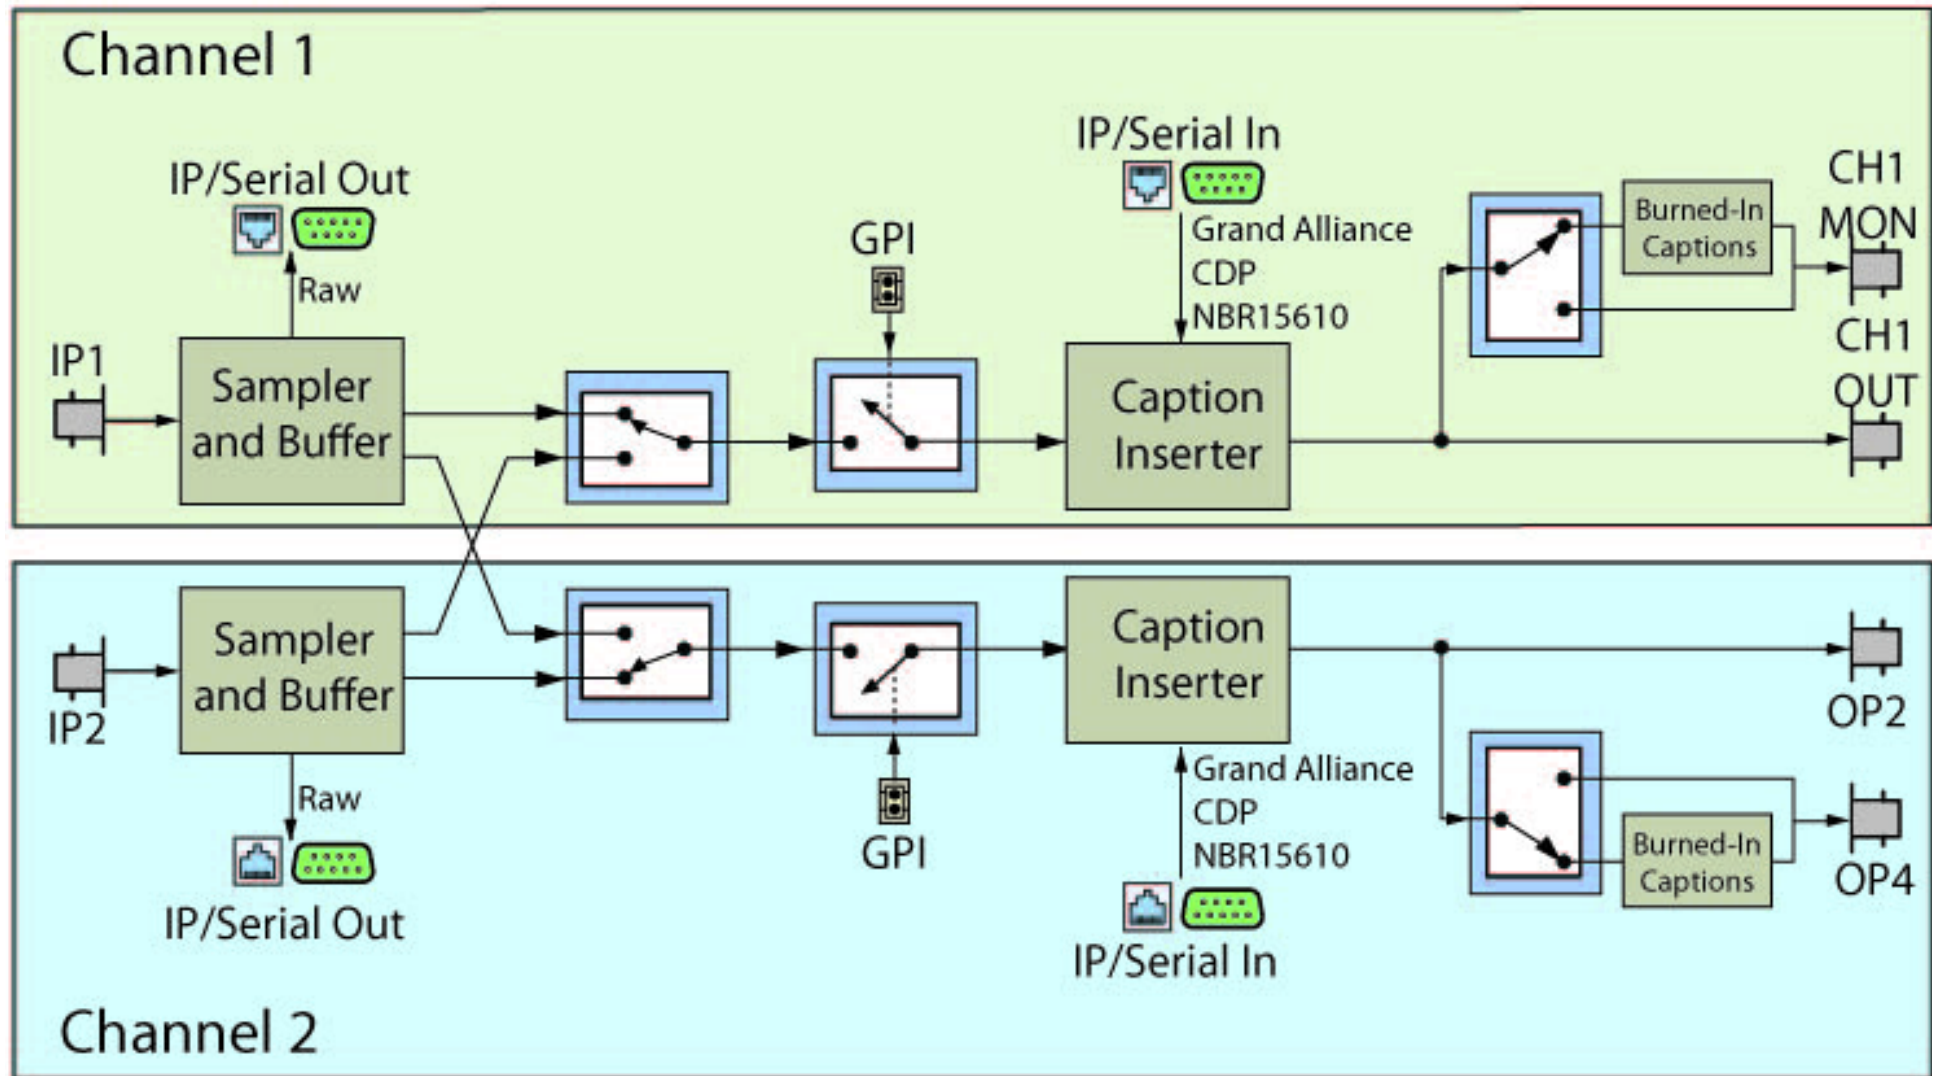 Channel 1
IP/Serial Out
Raw
IP1
Sampler
and Buffer
GPI
IP/Serial In
Grand Alliance
CDP
NBR15610
Caption
Inserter
Burned-In
Captions
CH1
MON
CH1
OUT
IP2
Sampler
and Buffer
Raw
IP/Serial Out
GPI
Caption
Inserter
Grand Alliance
CDP
NBR15610
IP/Serial In
OP2
Burned-In
Captions
OP4
Channel 2